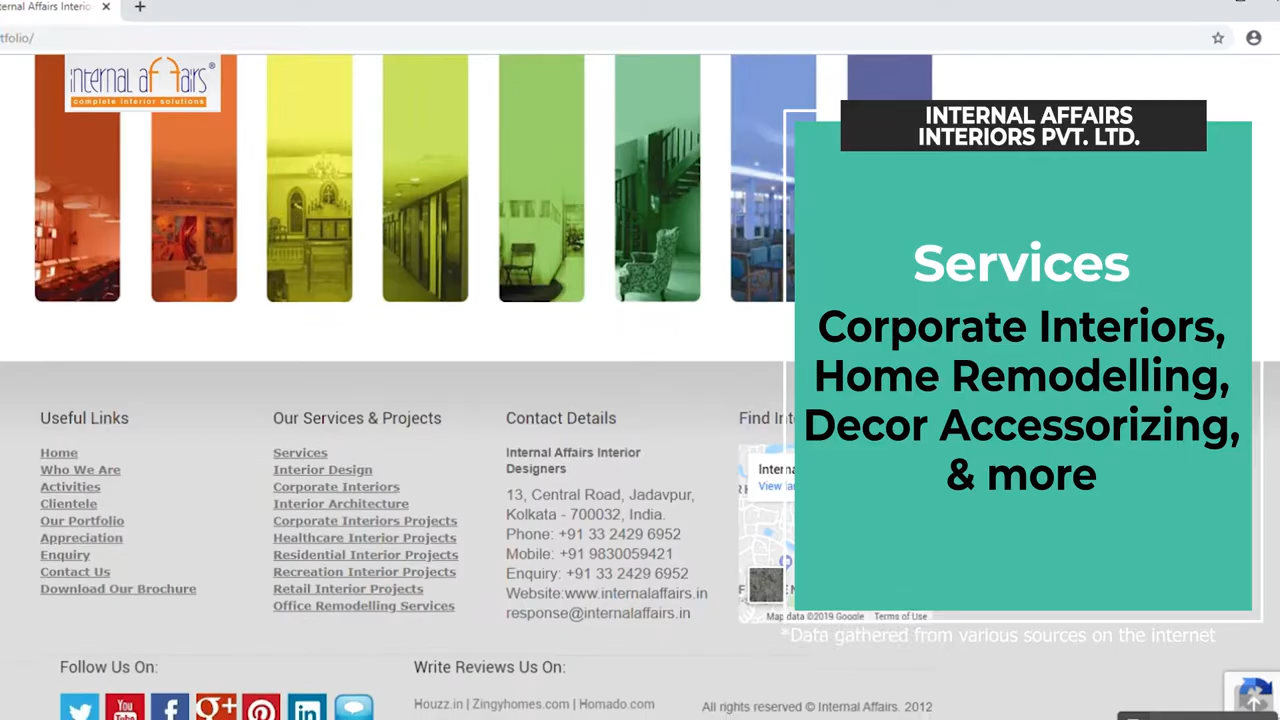 ternal Affairs Interio
tfolio/
internal affairs®
complete interior solutions
INTERNAL AFFAIRS
INTERIORS PVT. LTD.
Services
Corporate Interiors,
Home Remodelling,
Decor Accessorizing,
& more
Useful Links
Home
Who We Are
Activities
Clientele
Our Portfolio
Appreciation
Enquiry
Contact Us
Download Our Brochure
Our Services & Projects
Services
Interior Design
Corporate Interiors
Interior Architecture
Corporate Interiors Projects
Healthcare Interior Projects
Residential Interior Projects
Recreation Interior Projects
Retail Interior Projects
Office Remodelling Services
Contact Details
Internal Affairs Interior
Designers
13, Central Road, Jadavpur,
Kolkata - 700032, India.
Phone: +91 33 2429 6952
Mobile: +91 9830059421
Enquiry: +91 33 2429 6952
Website:www.internalaffairs.in
response@internalaffairs.in
Find Int
Interna
View la
Map data ©2019 Google Terms of Use
*Data gathered from various sources on the internet
Follow Us On:
You
Write Reviews Us On:
Houzz.in | Zingyhomes.com | Homado.com
All rights reserved © Internal Affairs. 2012